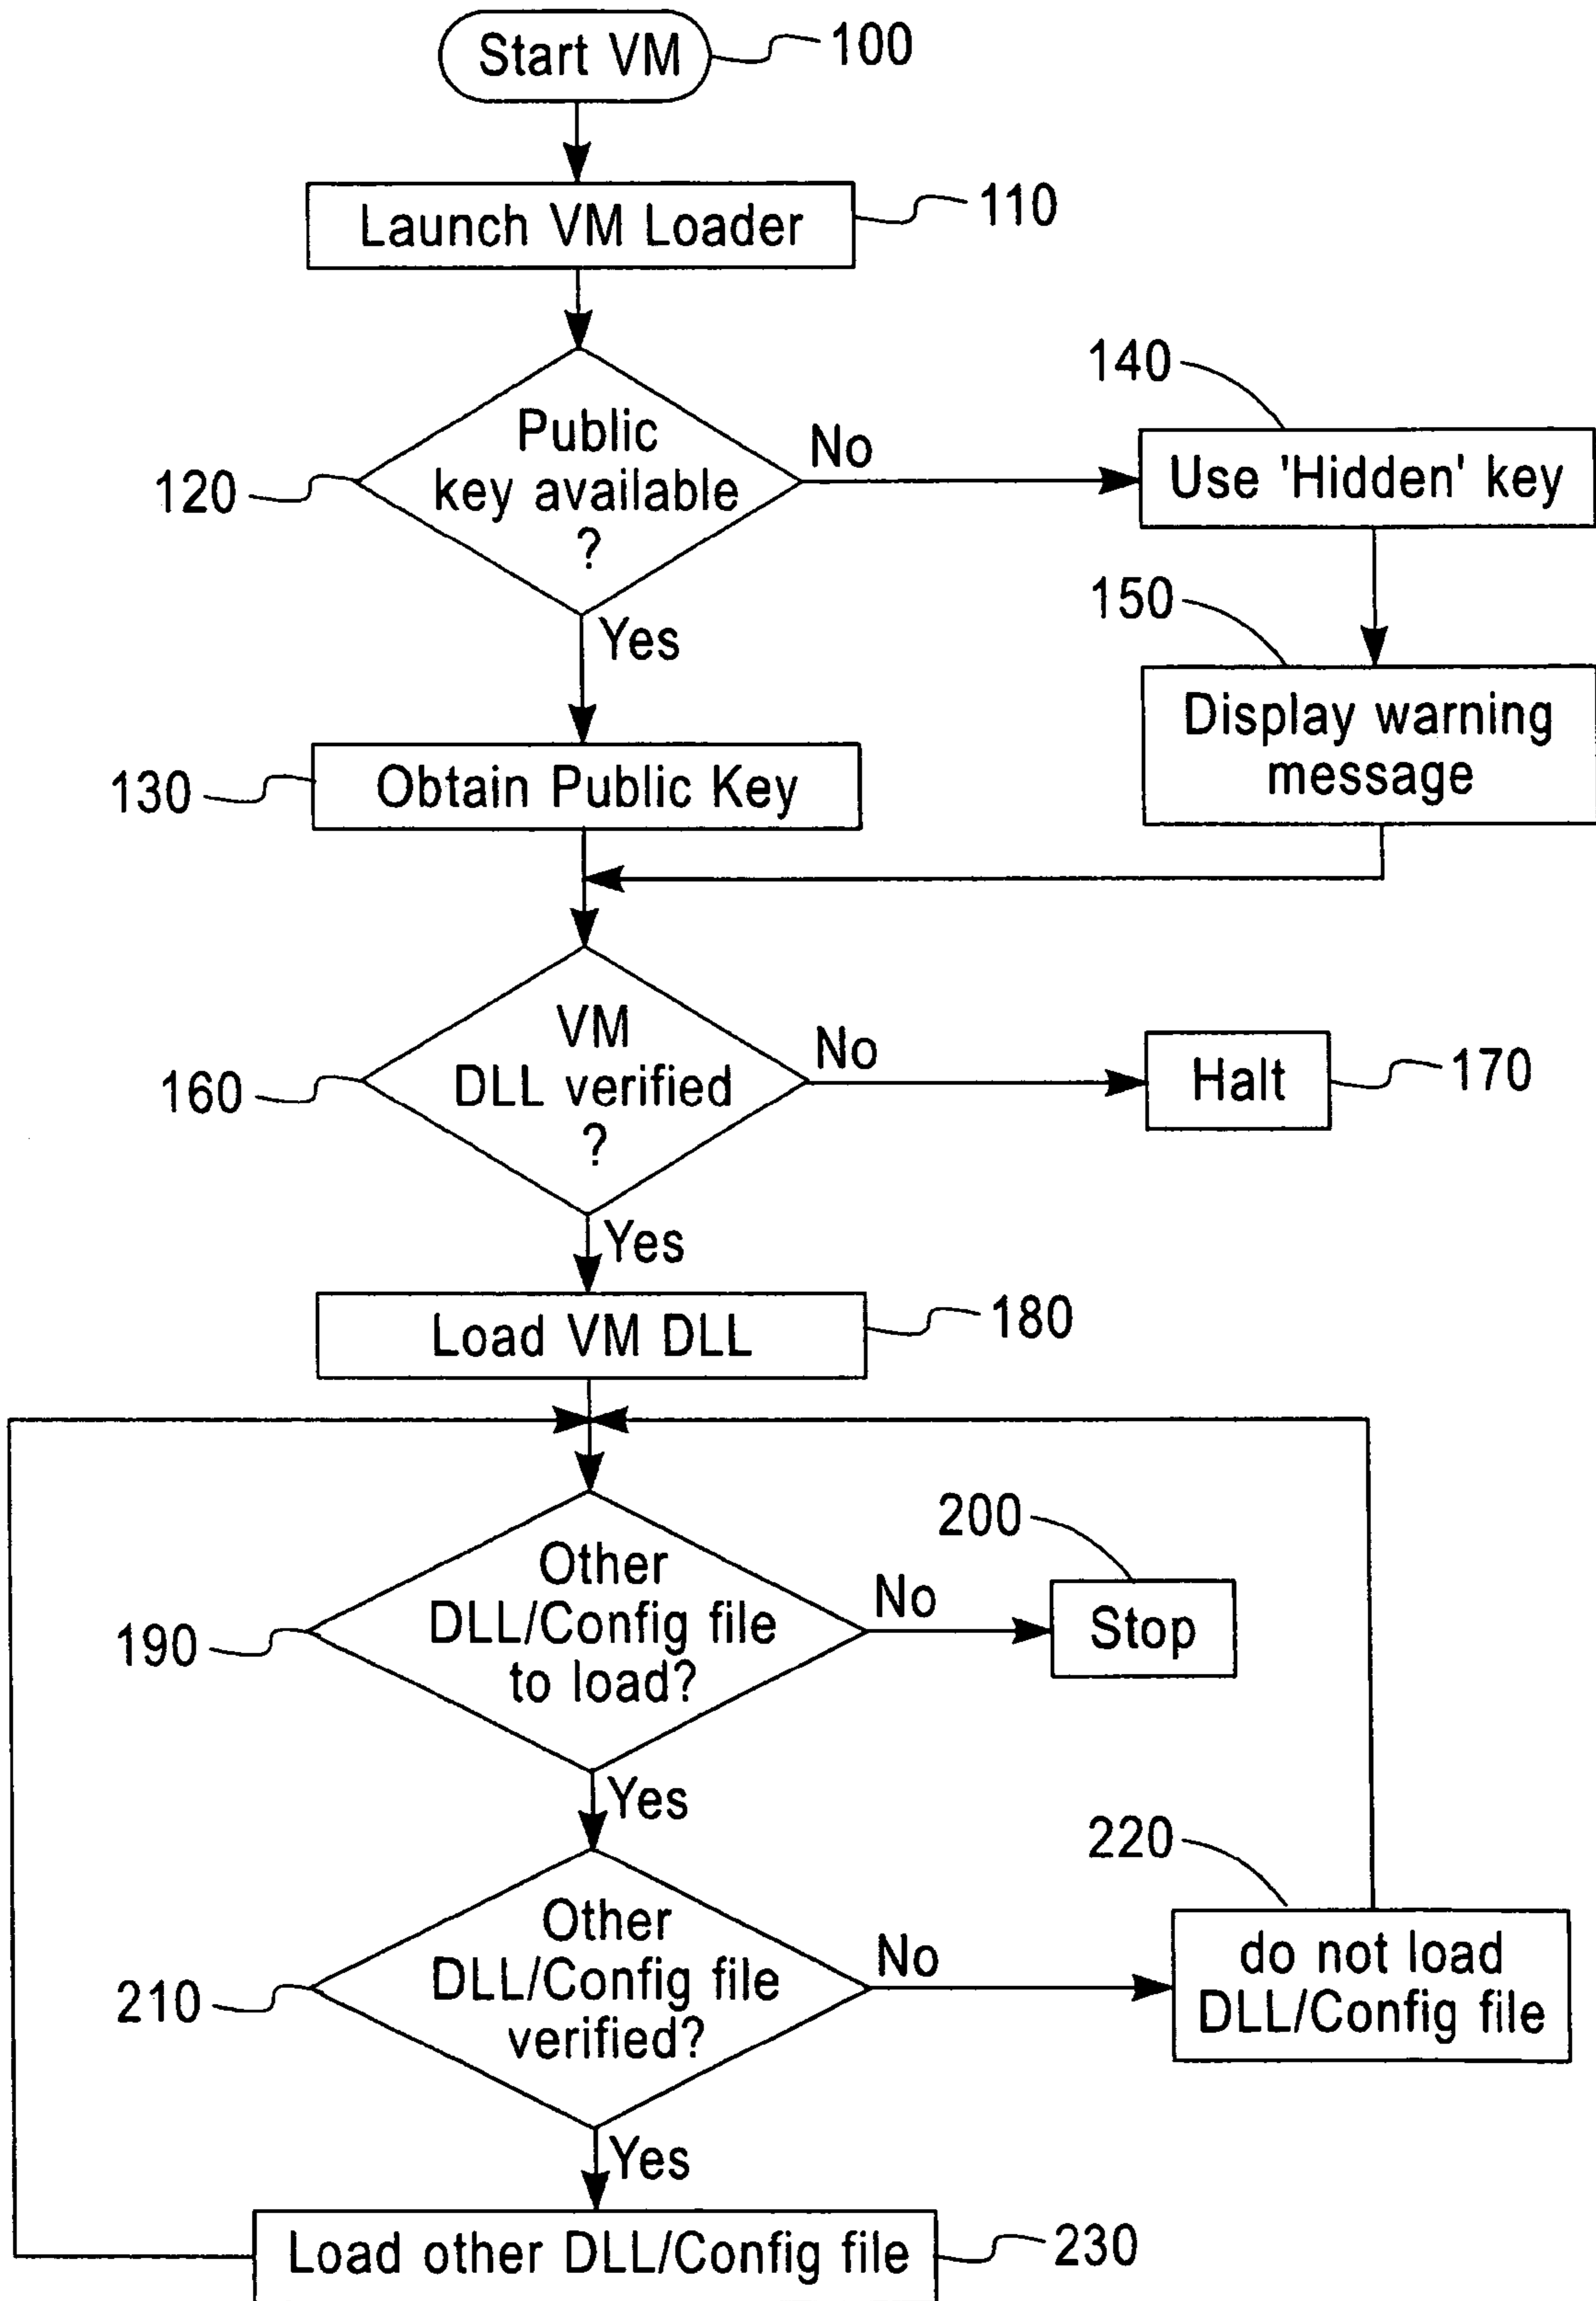 Start VM
100
Launch VM Loader
110
Public
key available
?
120
No
140
Use 'Hidden' key
Yes
150
Display warning
message
130
Obtain Public Key
VM
DLL verified
?
160
No
Halt
170
Yes
Load VM DLL
180
Other
DLL/Config file
to load?
190
No
200
Stop
Yes
Other
DLL/Config file
verified?
210
No
220
do not load
DLL/Config file
Yes
Load other DLL/Config file
230